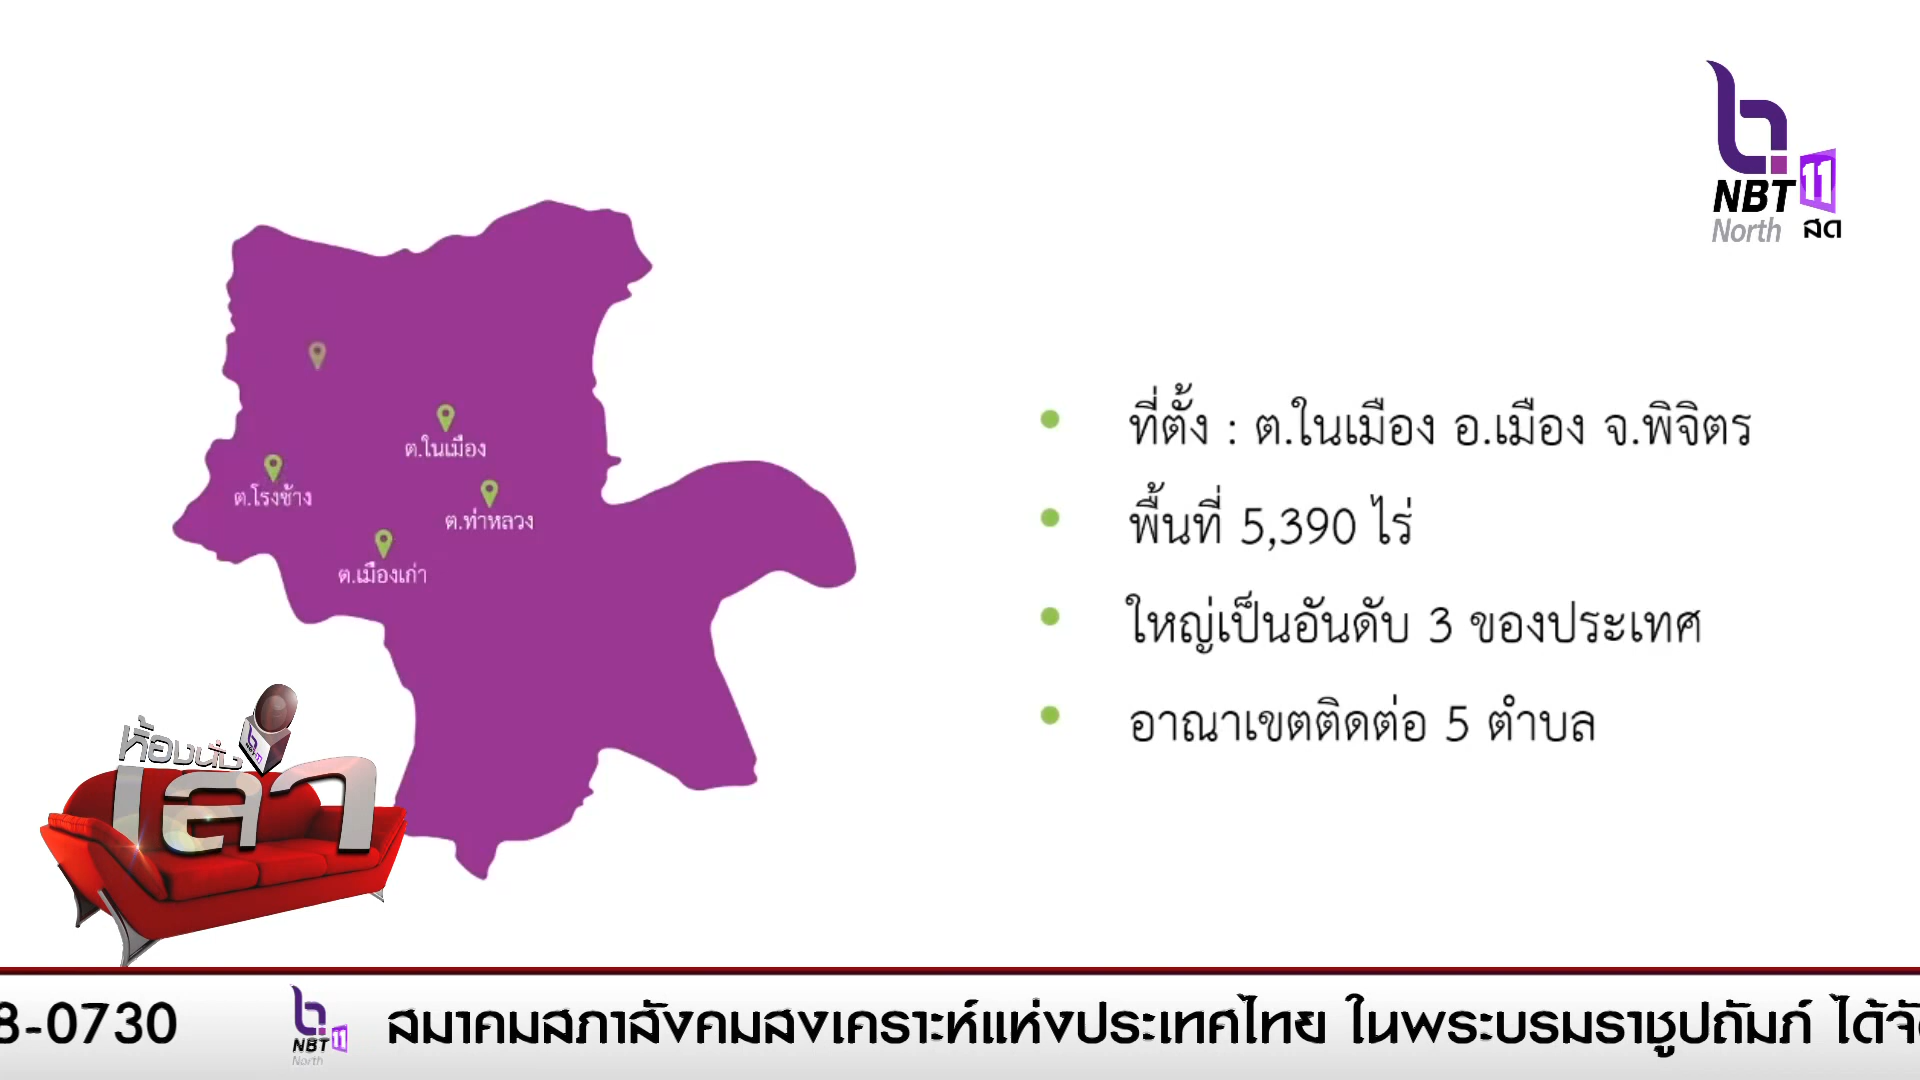 NBT 11
North สด
ต.ในเมือง
ต.โรงช้าง
ต.ท่าหลวง
ต.เมืองเก่า
ที่ตั้ง : ต.ในเมือง อ.เมือง จ.พิจิตร
พื้นที่ 5,390 ไร่
ใหญ่เป็นอันดับ 3 ของประเทศ
อาณาเขตติดต่อ 5 ตำบล
ห้องนั่ง
เล่า
NBT 11
8-0730
NBT 11
North
สมาคมสภาสังคมสงเคราะห์แห่งประเทศไทย ในพระบรมราชูปถัมภ์ ได้จั